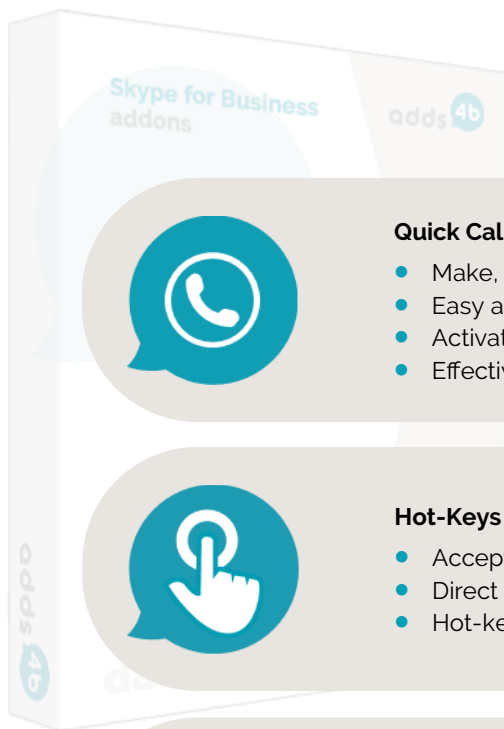 Skype for Business
addons
adds 4b
Quick Cal
Make,
Easy a
Activat
Effectiv
Hot-Keys
Accep
Direct
Hot-ke
adds 4b